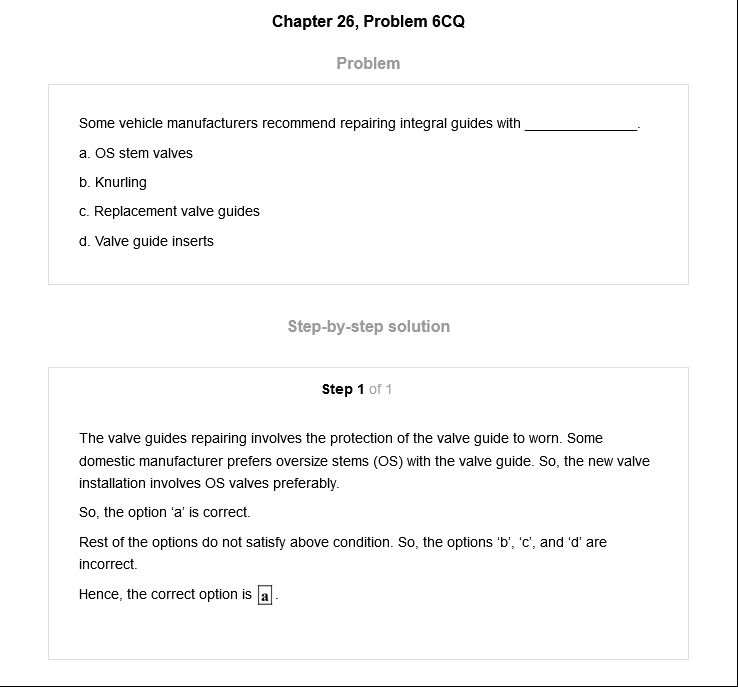 Chapter 26, Problem 6CQ
Problem
Some vehicle manufacturers recommend repairing integral guides with _______________.
a. OS stem valves
b. Knurling
c. Replacement valve guides
d. Valve guide inserts
Step-by-step solution
Step 1 of 1
The valve guides repairing involves the protection of the valve guide to worn. Some
domestic manufacturer prefers oversize stems (OS) with the valve guide. So, the new valve
installation involves OS valves preferably.
So, the option ‘a’ is correct.
Rest of the options do not satisfy above condition. So, the options ‘b’, ‘c’, and ‘d’ are
incorrect.
Hence, the correct option is a.